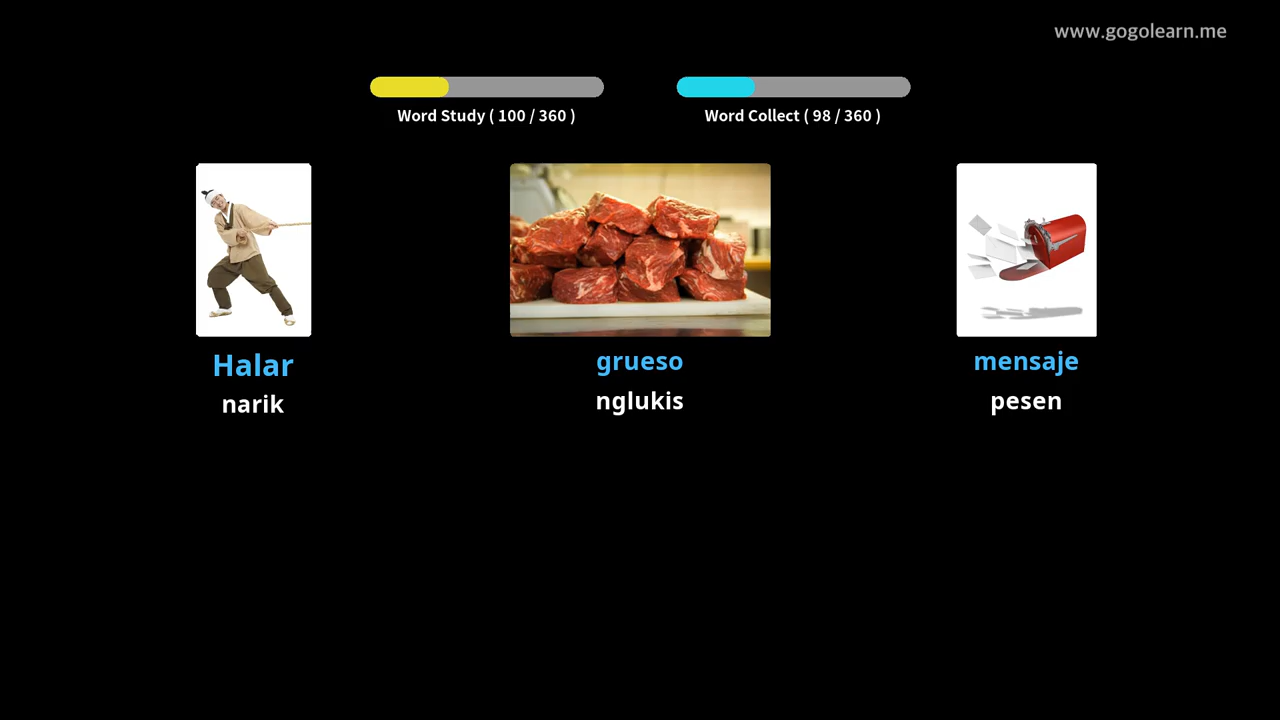 www.gogolearn.me
Word Study ( 100 / 360 )
Word Collect ( 98 / 360 )
Halar
narik
grueso
nglukis
mensaje
pesen